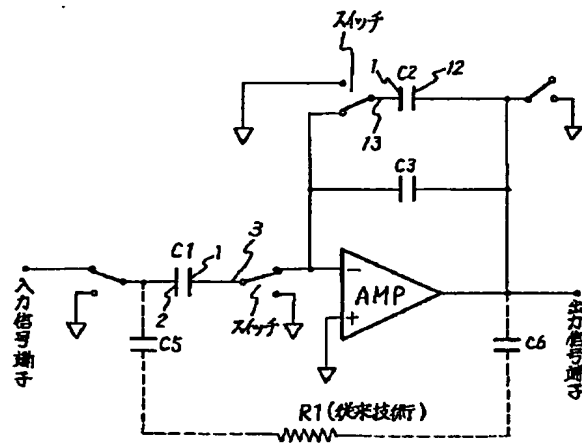 スイッチ
1
C2
12
13
C3
C1
1
3
2
スイッチ
入力信号端子
C5
−
AMP
+
C6
出力信号端子
R1(従来技術)